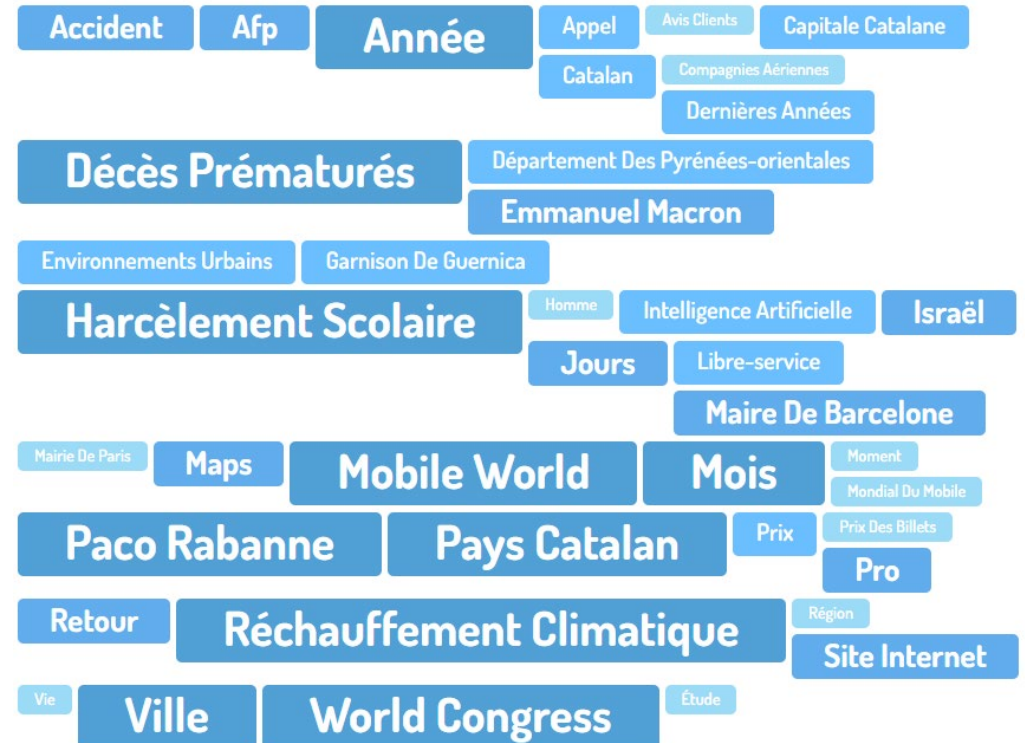 Accident Afp Année Appel Avis Clients Capitale Catalane
Catalan Compagnies Aériennes
Dernières Années
Décès Prématurés Département Des Pyrénées-orientales
Emmanuel Macron
Environnements Urbains Garnison De Guernica
Harcèlement Scolaire Homme Intelligence Artificielle Israël
Jours Libre-service
Maire De Barcelone
Mairie De Paris Maps Mobile World Mois Moment
Mondial Du Mobile
Paco Rabanne Pays Catalan Prix Prix Des Billets
Pro
Retour Réchauffement Climatique Région
Site Internet
Vie Ville World Congress Étude